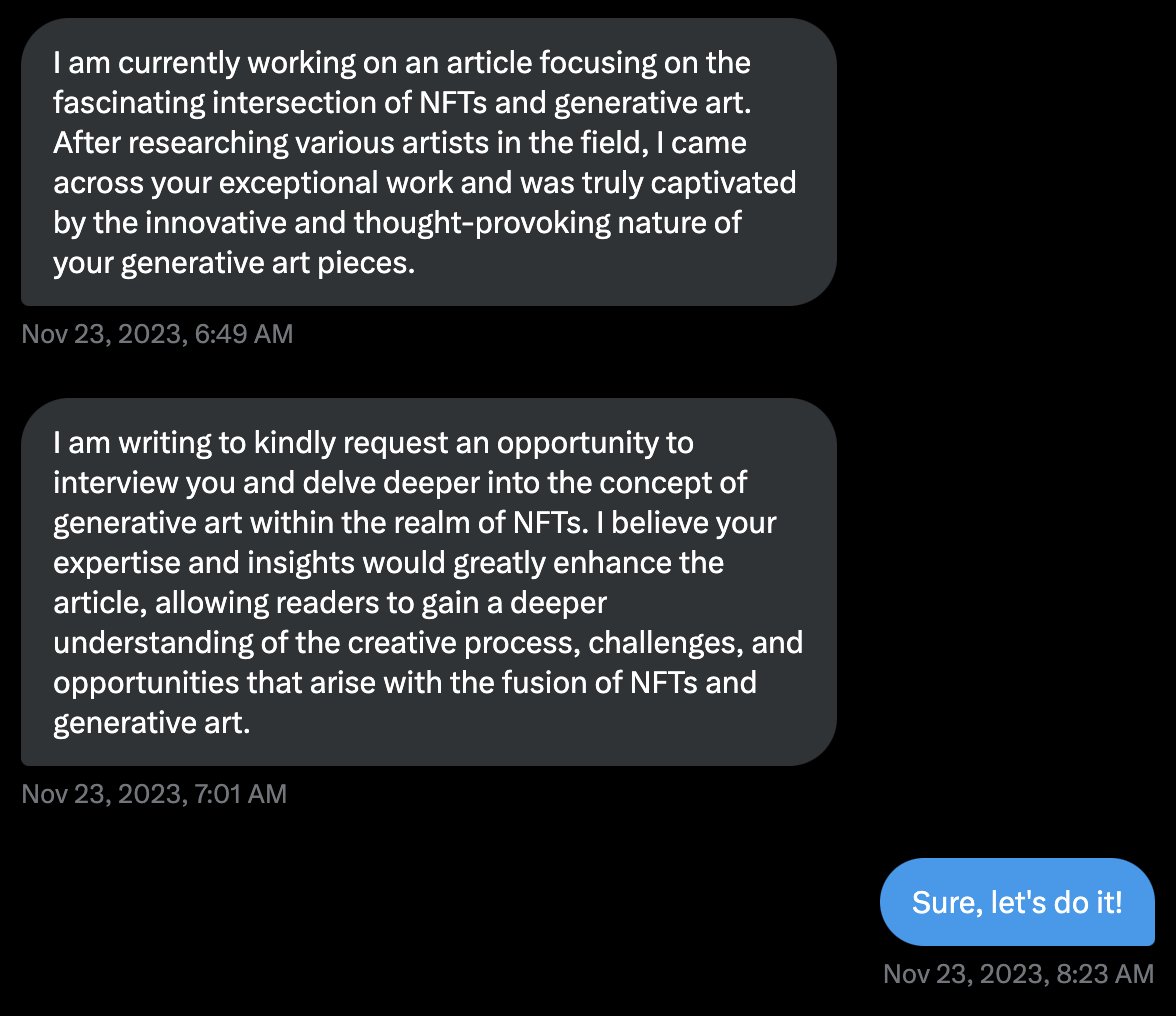 I am currently working on an article focusing on the
fascinating intersection of NFTs and generative art.
After researching various artists in the field, I came
across your exceptional work and was truly captivated
by the innovative and thought-provoking nature of
your generative art pieces.
Nov 23, 2023, 6:49 AM
I am writing to kindly request an opportunity to
interview you and delve deeper into the concept of
generative art within the realm of NFTs. I believe your
expertise and insights would greatly enhance the
article, allowing readers to gain a deeper
understanding of the creative process, challenges, and
opportunities that arise with the fusion of NFTs and
generative art.
Nov 23, 2023, 7:01 AM
Sure, let's do it!
Nov 23, 2023, 8:23 AM